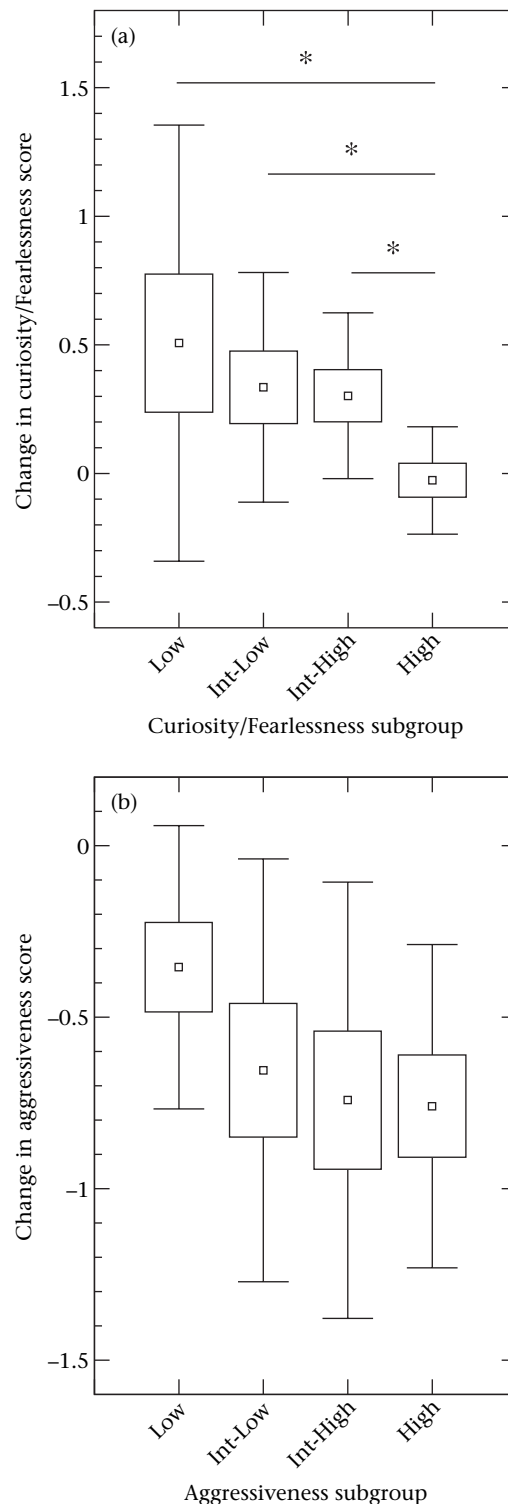 (a)
*
*
*
1.5
1
0.5
0
–0.5
Change in curiosity/Fearlessness score
Low
Int-Low
Int-High
High
Curiosity/Fearlessness subgroup
(b)
0
–0.5
–1
–1.5
Change in aggressiveness score
Low
Int-Low
Int-High
High
Aggressiveness subgroup